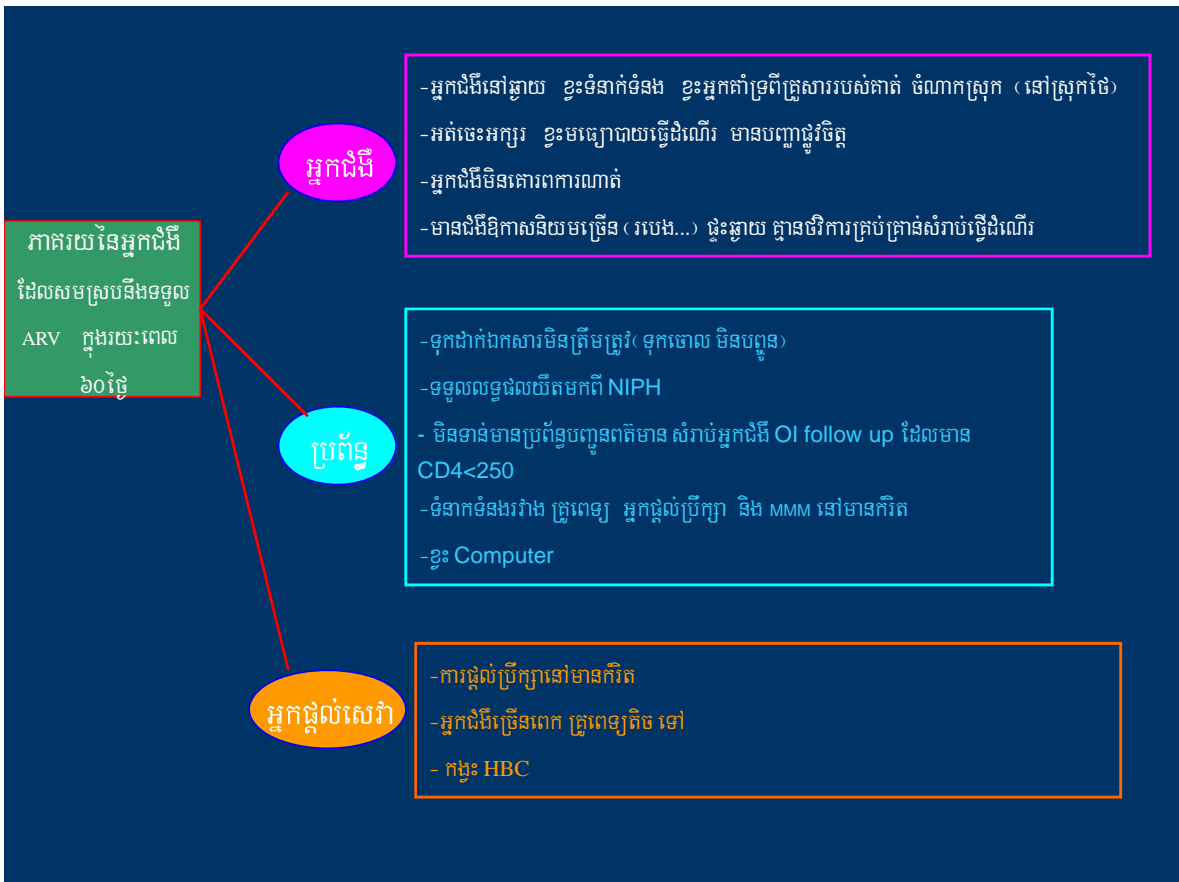 ភាគរយនៃអ្នកជំងឺ
ដែលសមស្របនឹងទទួល
ARV ក្នុងរយៈពេល
៦០ថ្ងៃ
អ្នកជំងឺ
-អ្នកជំងឺនៅឆ្ងាយ ខ្វះទំនាក់ទំនង ខ្វះអ្នកគាំទ្រពីគ្រួសាររបស់គាត់ ចំណាកស្រុក (នៅស្រុកថៃ)
-អត់ចេះអក្សរ ខ្វះមធ្យោបាយធ្វើដំណើរ មានបញ្ហាផ្លូវចិត្ត
-អ្នកជំងឺមិនគោរពការណាត់
-មានជំងឺឱកាសនិយមច្រើន (របេង...) ផ្ទះឆ្ងាយ គ្មានថវិការគ្រប់គ្រាន់សំរាប់ថ្វើដំណើរ
ប្រព័ន្ធ
-ទុកដាក់ឯកសារមិនត្រឹមត្រូវ(ទុកចោល មិនបព្ចូន)
-ទទួលលទ្ធផលយឺតមកពី NIPH
- មិនទាន់មានប្រព័ន្ធបញ្ជូនពត៌មាន សំរាប់អ្នកជំងឺ OI follow up ដែលមាន
CD4<250
-ទំនាកទំនងរវាង គ្រូពេទ្យ អ្នកផ្តល់ប្រឹក្សា និង MMM នៅមានកំរិត
-ខ្វះ Computer
អ្នកផ្តល់សេវា
-ការផ្តល់ប្រឹក្សានៅមានកំរិត
-អ្នកជំងឺច្រើនពេក គ្រូពេទ្យតិច ទៅ
- កង្វះ HBC